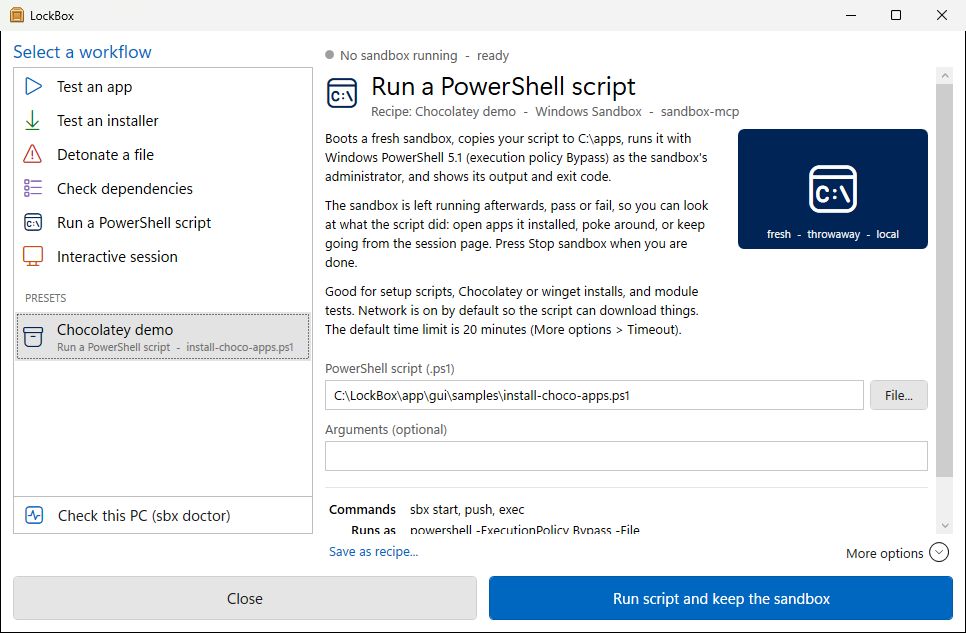 LockBox
Select a workflow
Test an app
Test an installer
Detonate a file
Check dependencies
Run a PowerShell script
Interactive session
PRESETS
Chocolatey demo
Run a PowerShell script - install-choco-apps.ps1
Check this PC (sbx doctor)
No sandbox running - ready
C:\
Run a PowerShell script
Recipe: Chocolatey demo - Windows Sandbox - sandbox-mcp
Boots a fresh sandbox, copies your script to C:\apps, runs it with
Windows PowerShell 5.1 (execution policy Bypass) as the sandbox's
administrator, and shows its output and exit code.
The sandbox is left running afterwards, pass or fail, so you can look
at what the script did: open apps it installed, poke around, or keep
going from the session page. Press Stop sandbox when you are
done.
Good for setup scripts, Chocolatey or winget installs, and module
tests. Network is on by default so the script can download things.
The default time limit is 20 minutes (More options > Timeout).
C:\
fresh - throwaway - local
PowerShell script (.ps1)
C:\LockBox\app\gui\samples\install-choco-apps.ps1
File...
Arguments (optional)
Commands sbx start, push, exec
Runs as powershell -ExecutionPolicy Bypass -File
Save as recipe...
More options
Close
Run script and keep the sandbox